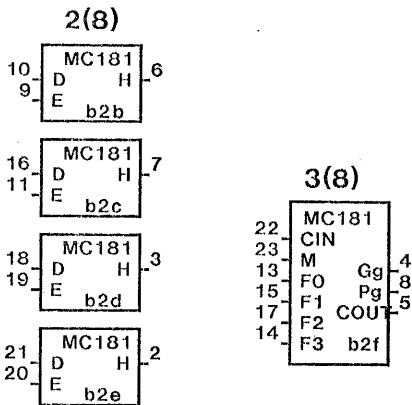 2(8)
MC181
10 D H 6
9 E
b2b
MC181
16 D H 7
11 E
b2c
MC181
18 D H 3
19 E
b2d
MC181
21 D H 2
20 E
b2e
3(8)
MC181
22 CIN
23 M
13 F0 Gg 4
15 F1 Pg 8
17 F2 COUT 5
14 F3 b2f